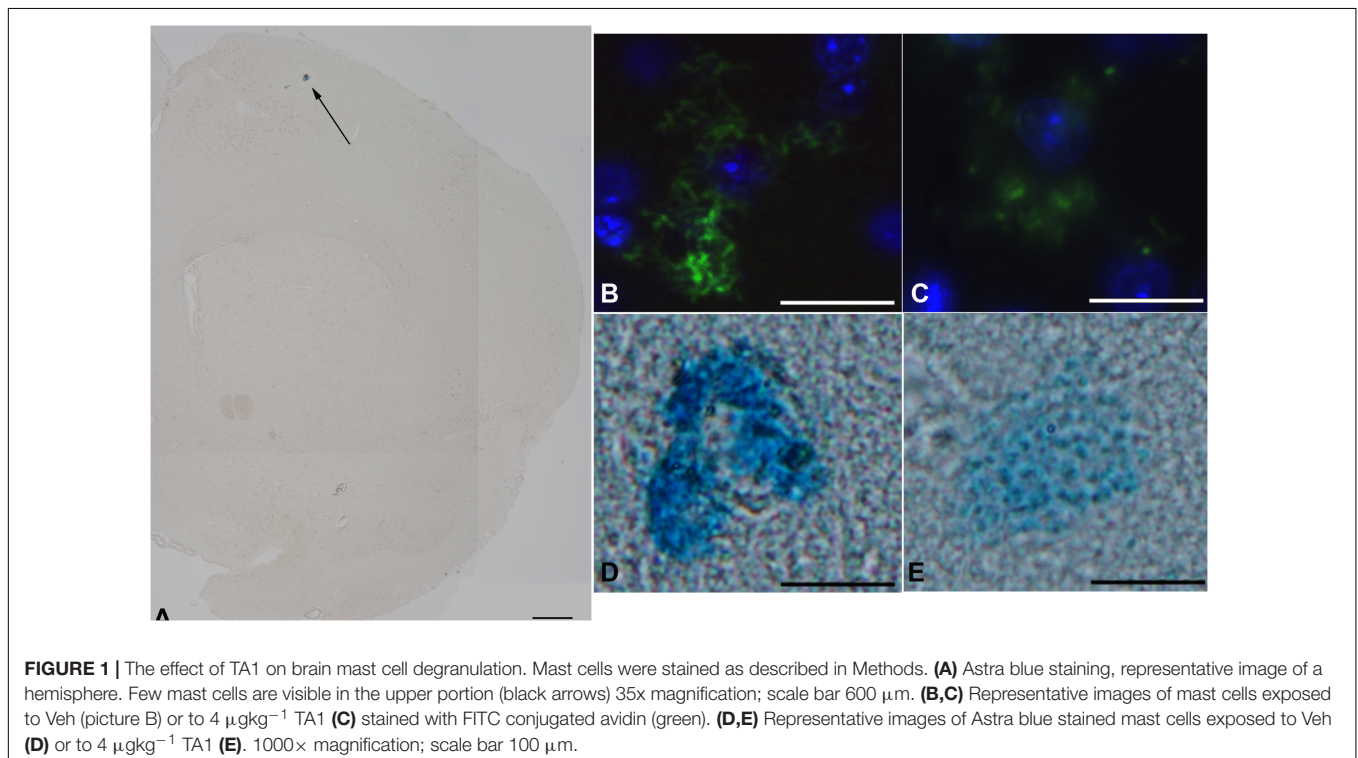 A
B
C
D
E
FIGURE 1 | The effect of TA1 on brain mast cell degranulation. Mast cells were stained as described in Methods. (A) Astra blue staining, representative image of a
hemisphere. Few mast cells are visible in the upper portion (black arrows) 35x magnification; scale bar 600 μm. (B,C) Representative images of mast cells exposed
to Veh (picture B) or to 4 μgkg⁻¹ TA1 (C) stained with FITC conjugated avidin (green). (D,E) Representative images of Astra blue stained mast cells exposed to Veh
(D) or to 4 μgkg⁻¹ TA1 (E). 1000× magnification; scale bar 100 μm.